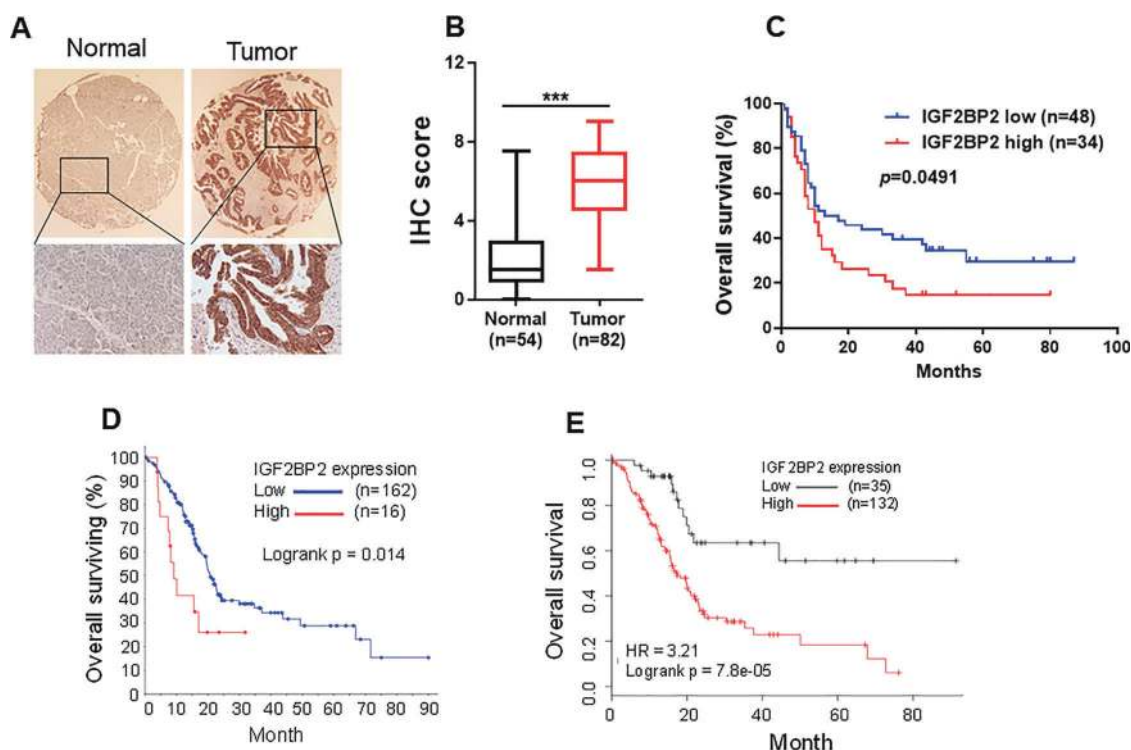 A
Normal
Tumor
B
IHC score
12
8
4
0
***
Normal
(n=54)
Tumor
(n=82)
C
Overall survival (%)
100
80
60
40
20
0
IGF2BP2 low (n=48)
IGF2BP2 high (n=34)
p=0.0491
0
20
40
60
80
100
Months
D
Overall surviving (%)
100
90
80
70
60
50
40
30
20
10
0
IGF2BP2 expression
Low (n=162)
High (n=16)
Logrank p = 0.014
0 10 20 30 40 50 60 70 80 90
Month
E
Overall survival
1.0
0.8
0.6
0.4
0.2
0.0
IGF2BP2 expression
Low (n=35)
High (n=132)
HR = 3.21
Logrank p = 7.8e-05
0
20
40
60
80
Month